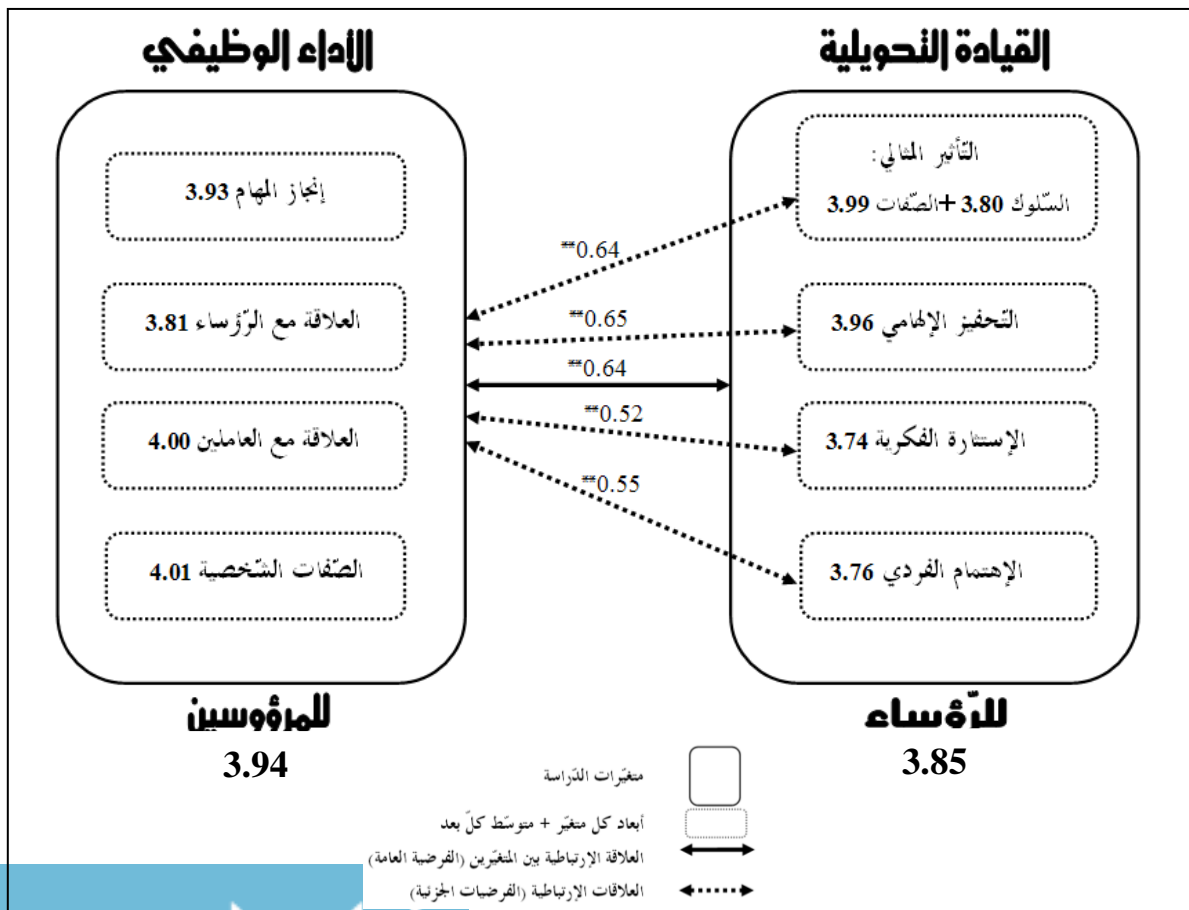 القيادة التحويلية
التّأثير المثالي:
السّلوك 3.80 +الصّفات 3.99
التّحفيز الإلهامي 3.96
الإستثارة الفكرية 3.74
الإهتمام الفردي 3.76
للرّؤساء
3.85
**0.64
**0.65
**0.64
**0.52
**0.55
الأداء الوظيفي
إنجاز المهام 3.93
العلاقة مع الرّؤساء 3.81
العلاقة مع العاملين 4.00
الصّفات الشّخصية 4.01
للمرؤوسين
3.94
متغيّرات الدّراسة
أبعاد كل متغيّر + متوسّط كلّ بعد
العلاقة الإرتباطية بين المتغيّرين (الفرضية العامة)
العلاقات الإرتباطية (الفرضيات الجزئية)